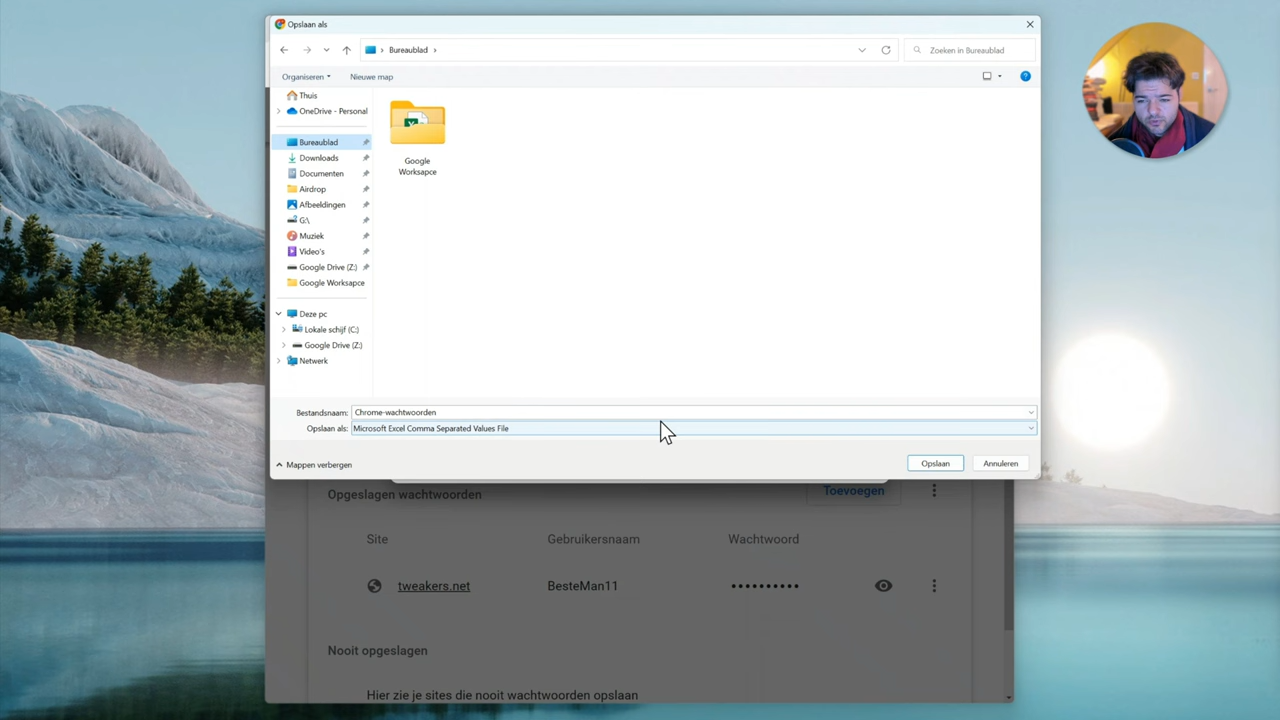 Opslaan als
Bureaublad
Zoeken in Bureaublad
Organiseren
Nieuwe map
Thuis
OneDrive - Personal
Bureaublad
Downloads
Documenten
Airdrop
Afbeeldingen
G:\
Muziek
Video's
Google Drive (Z:)
Google Worksapce
Deze pc
Lokale schijf (C:)
Google Drive (Z:)
Netwerk
Google
Worksapce
Bestandsnaam: Chrome-wachtwoorden
Opslaan als: Microsoft Excel Comma Separated Values File
Mappen verbergen
Opslaan
Annuleren
Opgeslagen wachtwoorden
Toevoegen
Site Gebruikersnaam Wachtwoord
tweakers.net BesteMan11 ••••••••••
Nooit opgeslagen
Hier zie je sites die nooit wachtwoorden opslaan